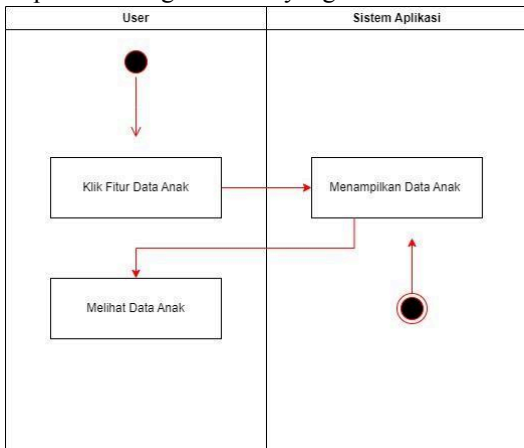 User
Sistem Aplikasi
Klik Fitur Data Anak
Menampilkan Data Anak
Melihat Data Anak